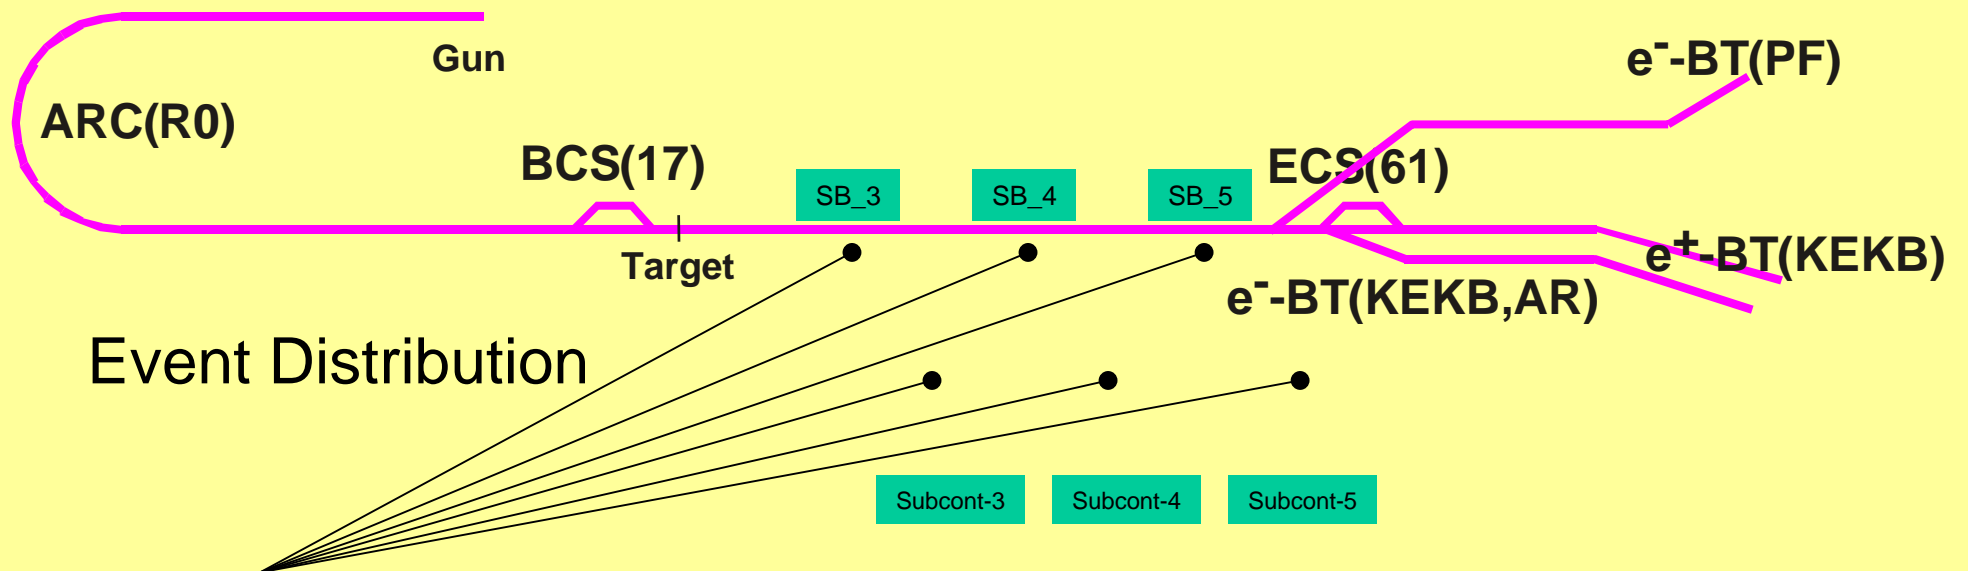 Gun
e⁻-BT(PF)
ARC(R0)
BCS(17)
ECS(61)
SB_3
SB_4
SB_5
Target
e⁺-BT(KEKB)
e⁻-BT(KEKB,AR)
Event Distribution
Subcont-3
Subcont-4
Subcont-5